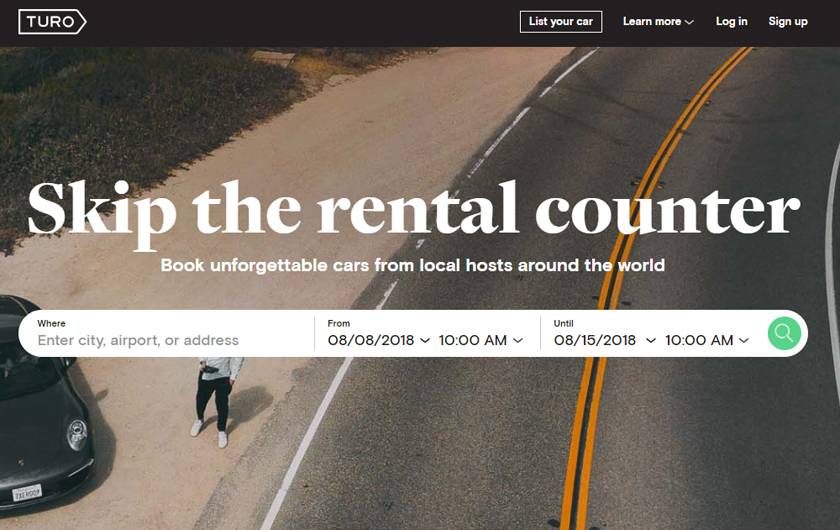 TURO
List your car
Learn more
Log in
Sign up
Skip the rental counter
Book unforgettable cars from local hosts around the world
Where
Enter city, airport, or address
From
08/08/2018 10:00 AM
Until
08/15/2018 10:00 AM